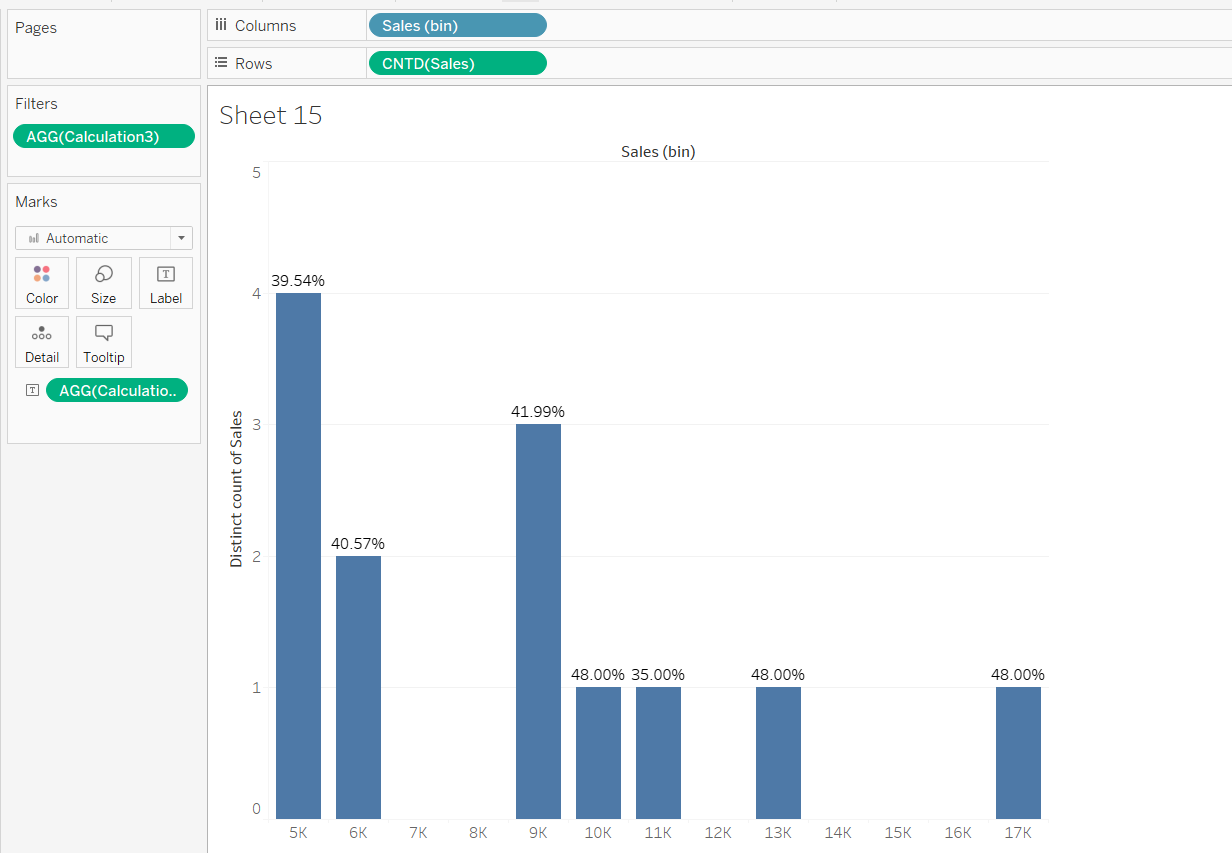 Pages
Columns
Sales (bin)
Rows
CNTD(Sales)
Filters
AGG(Calculation3)
Marks
Automatic
Color
Size
T
Label
Detail
Tooltip
T
AGG(Calculatio..
Sheet 15
Sales (bin)
Distinct count of Sales
5
4
3
2
1
0
39.54%
40.57%
41.99%
48.00% 35.00% 48.00% 48.00%
5K 6K 7K 8K 9K 10K 11K 12K 13K 14K 15K 16K 17K